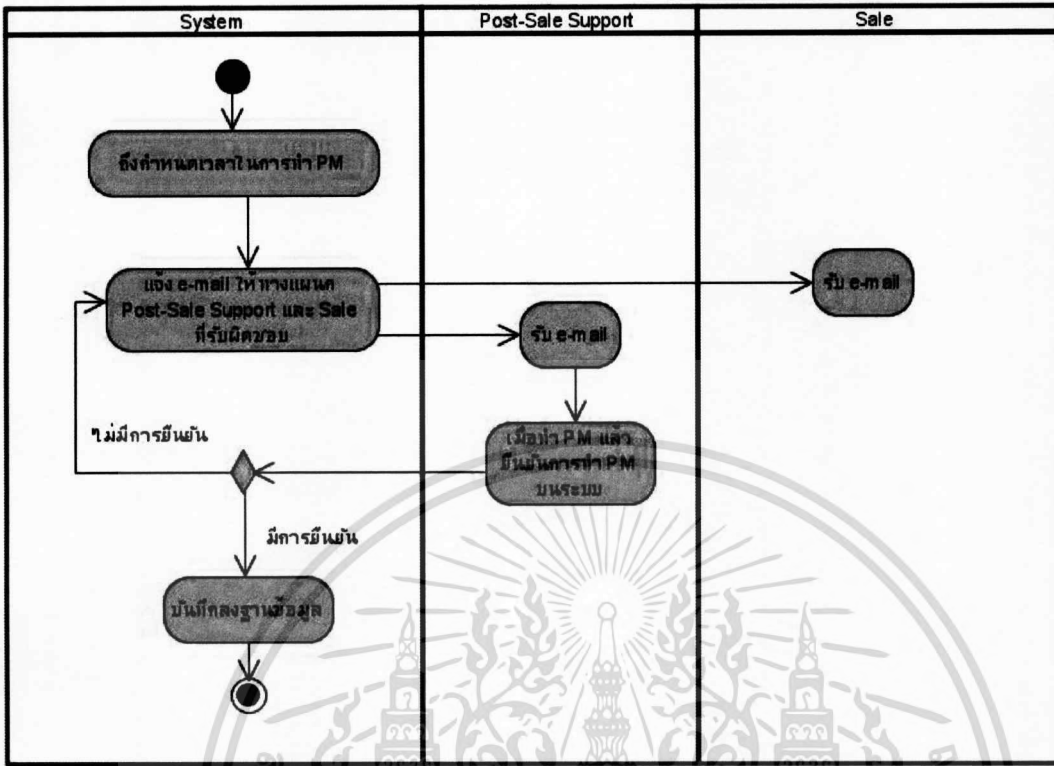 System
Post-Sale Support
Sale
ถึงกำหนดเวลาในการทำ PM
แจ้ง e-mail ให้ทางแผนก
Post-Sale Support และ Sale
ที่รับผิดชอบ
รับ e-mail
รับ e-mail
เมื่อทำ PM แล้ว
ยืนยันการทำ PM
บนระบบ
ไม่มีการยืนยัน
มีการยืนยัน
บันทึกลงฐานข้อมูล